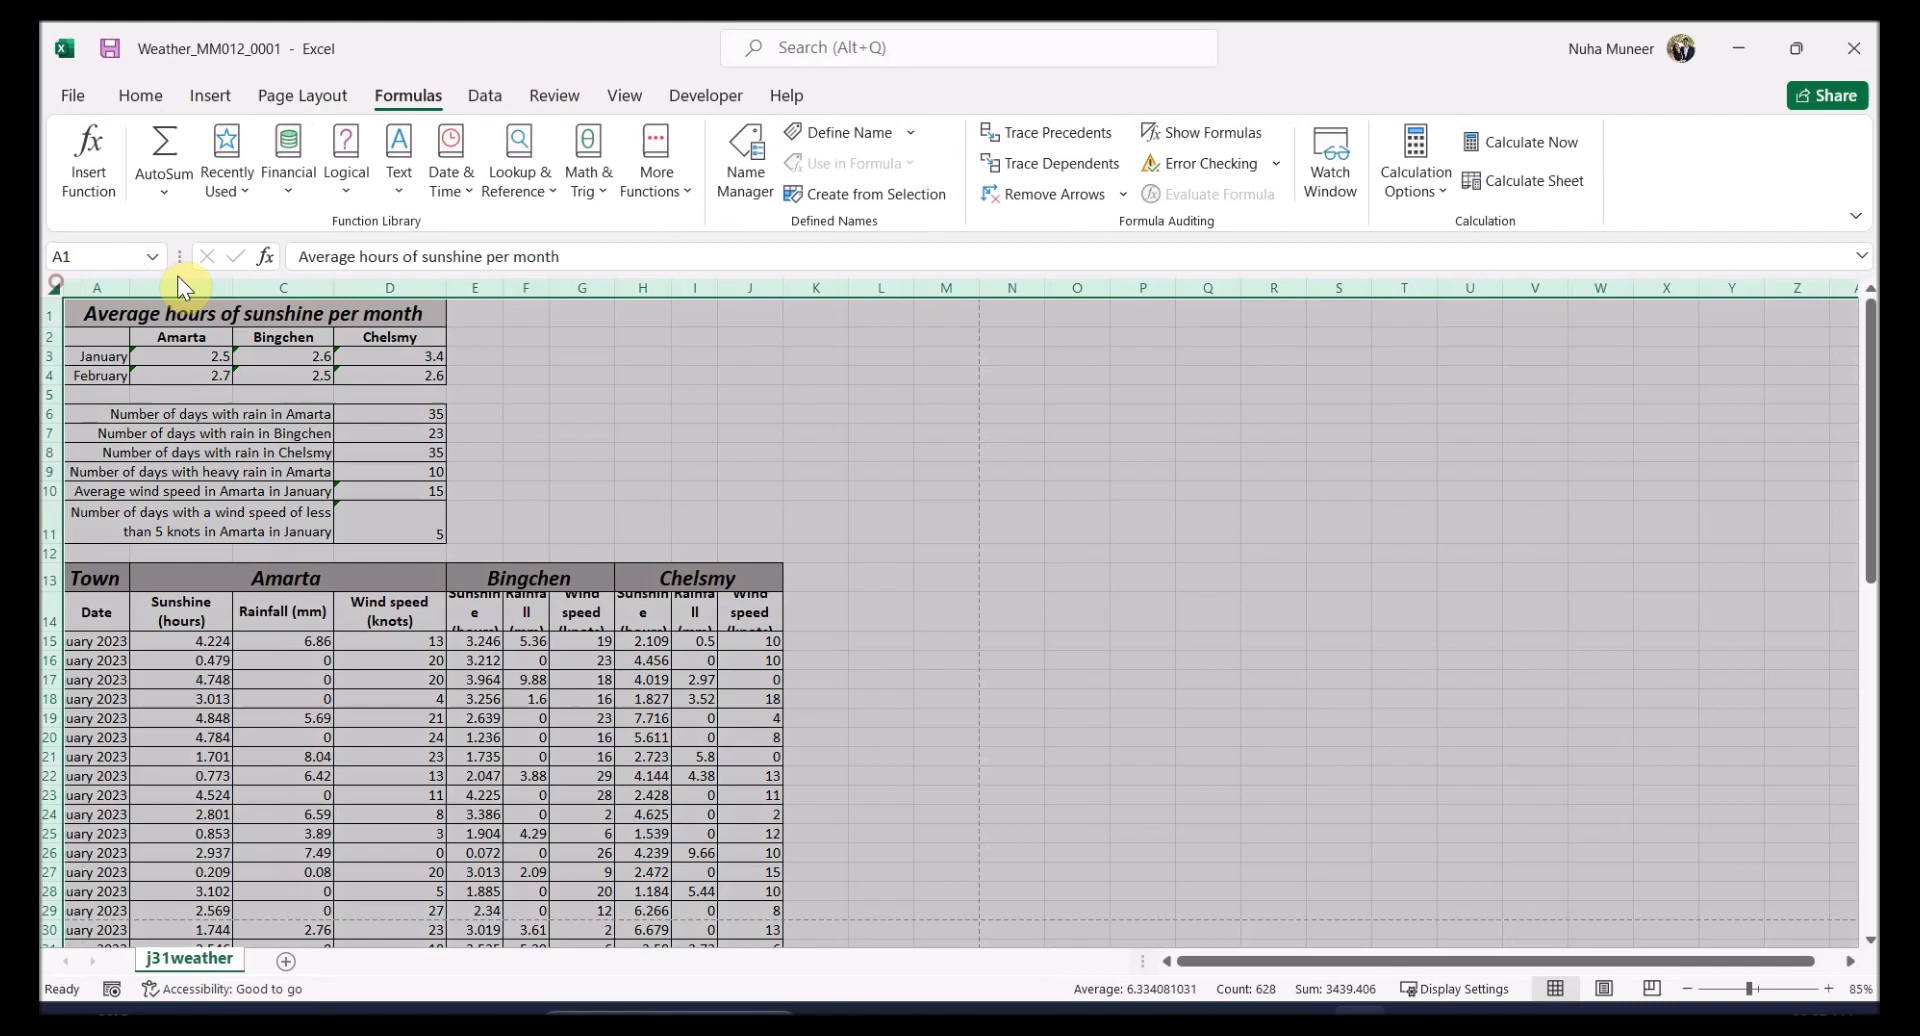 Weather_MM012_0001 - Excel
Search (Alt+Q)
Nuha Muneer
File Home Insert Page Layout Formulas Data Review View Developer Help
Share
Insert Function
AutoSum
Recently Used
Financial
Logical
Text
Date & Time
Lookup & Reference
Math & Trig
More Functions
Function Library
Name Manager
Define Name
Use in Formula
Create from Selection
Defined Names
Trace Precedents
Trace Dependents
Remove Arrows
Show Formulas
Error Checking
Evaluate Formula
Formula Auditing
Watch Window
Calculation Options
Calculate Now
Calculate Sheet
Calculation
A1 fx Average hours of sunshine per month
A C D E F G H I J K L M N O P Q R S T U V W X Y Z
1 Average hours of sunshine per month
2 Amarta Bingchen Chelsmy
3 January 2.5 2.6 3.4
4 February 2.7 2.5 2.6
5
6 Number of days with rain in Amarta 35
7 Number of days with rain in Bingchen 23
8 Number of days with rain in Chelsmy 35
9 Number of days with heavy rain in Amarta 10
10 Average wind speed in Amarta in January 15
Number of days with a wind speed of less
11 than 5 knots in Amarta in January 5
12
13 Town Amarta Bingchen Chelsmy
14 Date Sunshine (hours) Rainfall (mm) Wind speed (knots) Sunshine Rainfall Wind speed Sunshine Rainfall Wind speed
15 uary 2023 4.224 6.86 13 3.246 5.36 19 2.109 0.5 10
16 uary 2023 0.479 0 20 3.212 0 23 4.456 0 10
17 uary 2023 4.748 0 20 3.964 9.88 18 4.019 2.97 0
18 uary 2023 3.013 0 4 3.256 1.6 16 1.827 3.52 18
19 uary 2023 4.848 5.69 21 2.639 0 23 7.716 0 4
20 uary 2023 4.784 0 24 1.236 0 16 5.611 0 8
21 uary 2023 1.701 8.04 23 1.735 0 16 2.723 5.8 0
22 uary 2023 0.773 6.42 13 2.047 3.88 29 4.144 4.38 13
23 uary 2023 4.524 0 11 4.225 0 28 2.428 0 11
24 uary 2023 2.801 6.59 8 3.386 0 2 4.625 0 2
25 uary 2023 0.853 3.89 3 1.904 4.29 6 1.539 0 12
26 uary 2023 2.937 7.49 0 0.072 0 26 4.239 9.66 10
27 uary 2023 0.209 0.08 20 3.013 2.09 9 2.472 0 15
28 uary 2023 3.102 0 5 1.885 0 20 1.184 5.44 10
29 uary 2023 2.569 0 27 2.34 0 12 6.266 0 8
30 uary 2023 1.744 2.76 23 3.019 3.61 2 6.679 0 13
j31weather
Ready Accessibility: Good to go Average: 6.334081031 Count: 628 Sum: 3439.406 Display Settings 85%